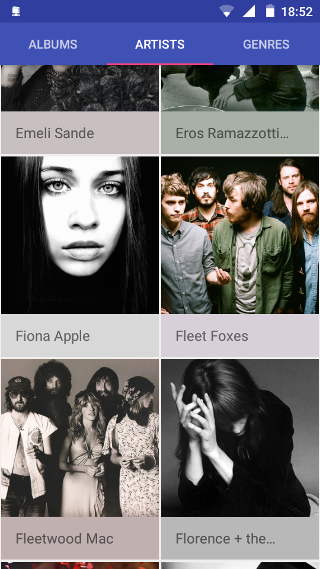 18:52
ALBUMS
ARTISTS
GENRES
Emeli Sande
Eros Ramazzotti…
Fiona Apple
Fleet Foxes
Fleetwood Mac
Florence + the…